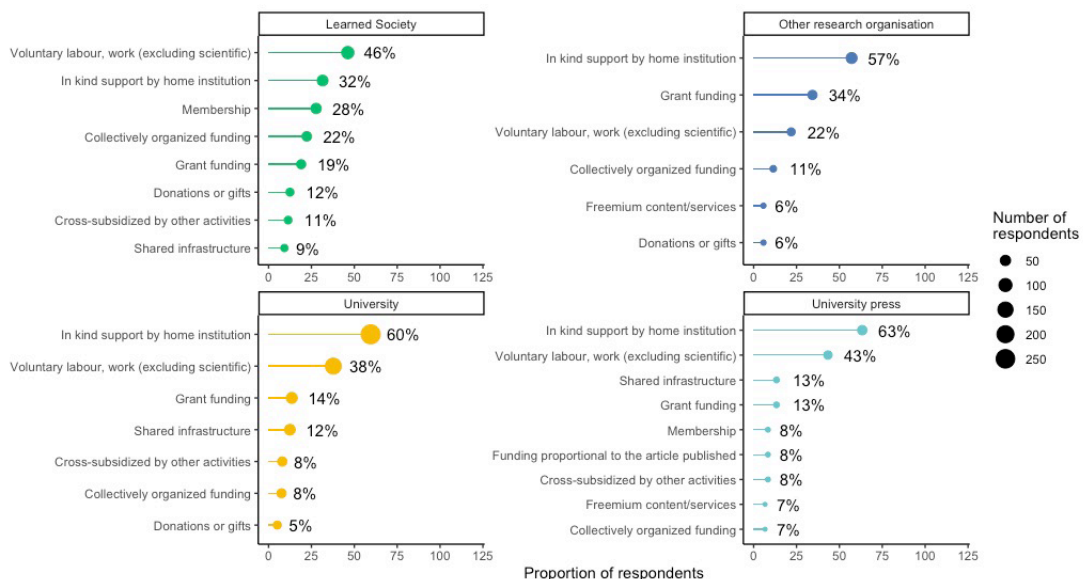 Learned Society
Voluntary labour, work (excluding scientific) 46%
In kind support by home institution 32%
Membership 28%
Collectively organized funding 22%
Grant funding 19%
Donations or gifts 12%
Cross-subsidized by other activities 11%
Shared infrastructure 9%
0 25 50 75 100 125
Other research organisation
In kind support by home institution 57%
Grant funding 34%
Voluntary labour, work (excluding scientific) 22%
Collectively organized funding 11%
Freemium content/services 6%
Donations or gifts 6%
0 25 50 75 100 125
University
In kind support by home institution 60%
Voluntary labour, work (excluding scientific) 38%
Grant funding 14%
Shared infrastructure 12%
Cross-subsidized by other activities 8%
Collectively organized funding 8%
Donations or gifts 5%
0 25 50 75 100 125
University press
In kind support by home institution 63%
Voluntary labour, work (excluding scientific) 43%
Shared infrastructure 13%
Grant funding 13%
Membership 8%
Funding proportional to the article published 8%
Cross-subsidized by other activities 8%
Freemium content/services 7%
Collectively organized funding 7%
0 25 50 75 100 125
Proportion of respondents
Number of
respondents
50
100
150
200
250